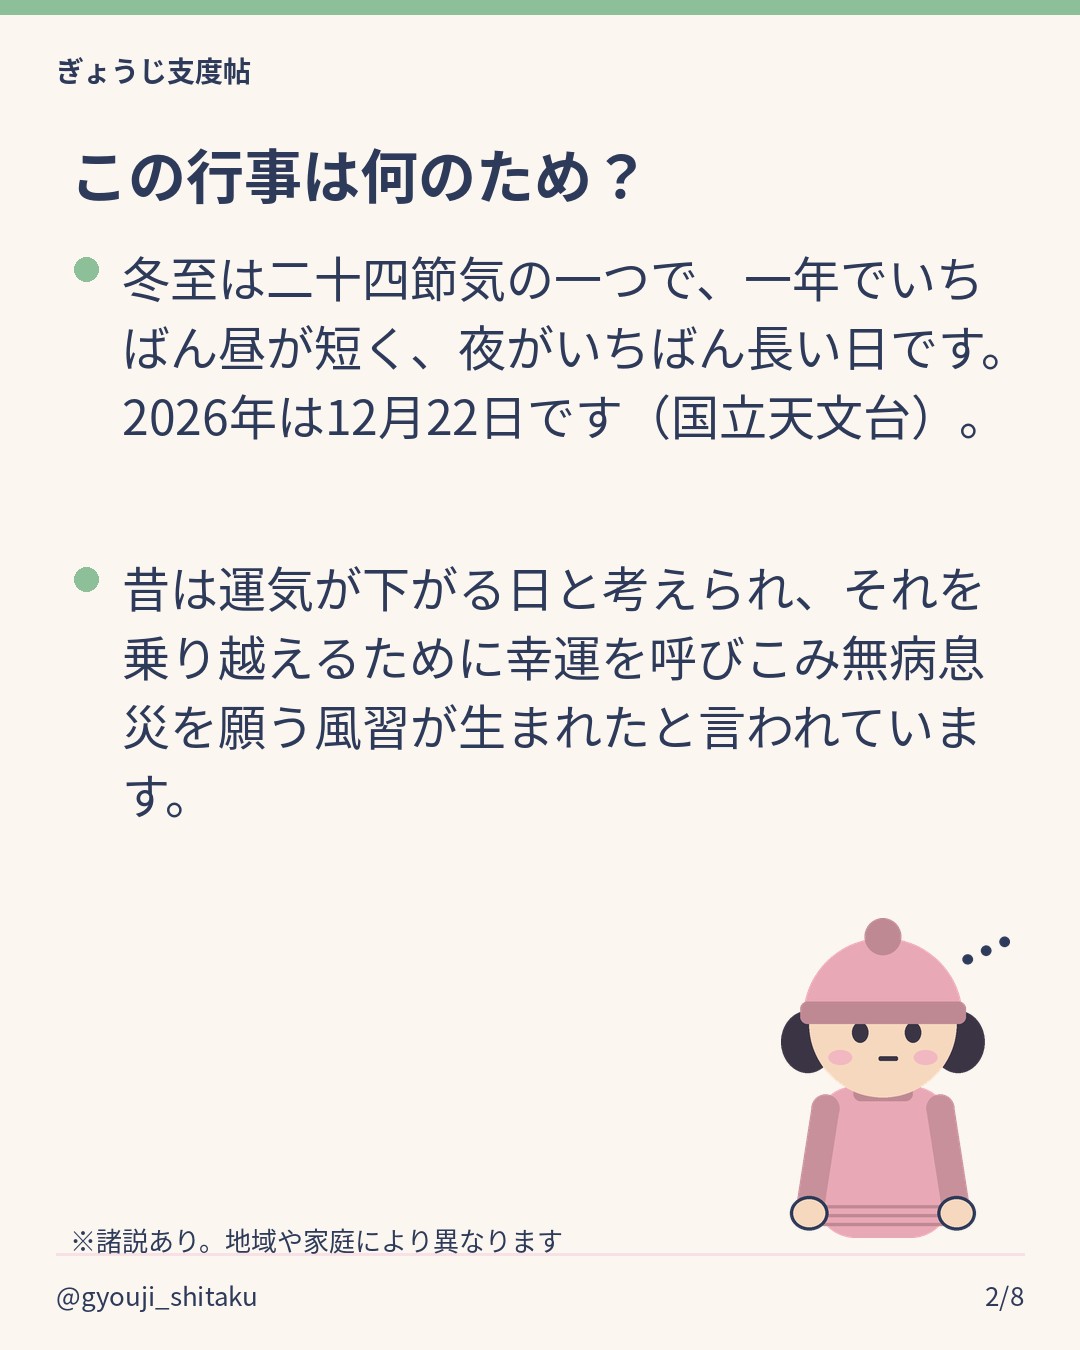 ぎょうじ支度帖
この行事は何のため？
冬至は二十四節気の一つで、一年でいち
ばん昼が短く、夜がいちばん長い日です。
2026年は12月22日です（国立天文台）。
昔は運気が下がる日と考えられ、それを
乗り越えるために幸運を呼びこみ無病息
災を願う風習が生まれたと言われていま
す。
※諸説あり。地域や家庭により異なります
@gyouji_shitaku
2/8